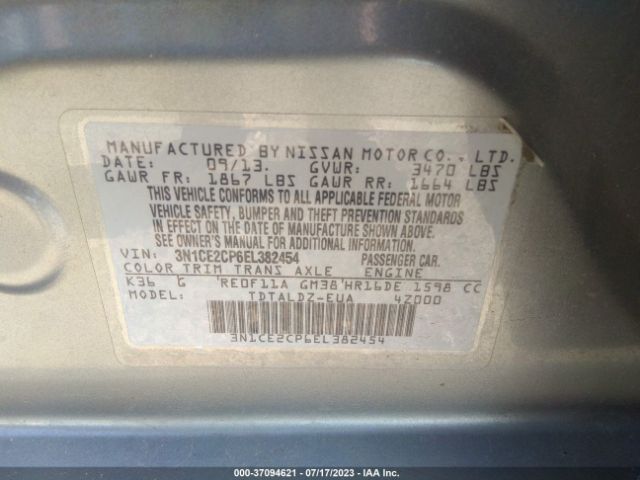 MANUFACTURED BY NISSAN MOTOR CO., LTD.
DATE: 09/13. GVWR: 3470 LBS
GAWR FR: 1867 LBS GAWR RR: 1664 LBS
THIS VEHICLE CONFORMS TO ALL APPLICABLE FEDERAL MOTOR
VEHICLE SAFETY, BUMPER AND THEFT PREVENTION STANDARDS
IN EFFECT ON THE DATE OF MANUFACTURE SHOWN ABOVE.
SEE OWNER'S MANUAL FOR ADDITIONAL INFORMATION.
VIN: 3N1CE2CP6EL382454 PASSENGER CAR.
COLOR TRIM TRANS AXLE ENGINE
K36 G RE0F11A GM38 HR16DE 1598 CC
MODEL: TDTALDZ-EUA 4Z000
3N1CE2CP6EL382454
000-37094621 - 07/17/2023 - IAA Inc.